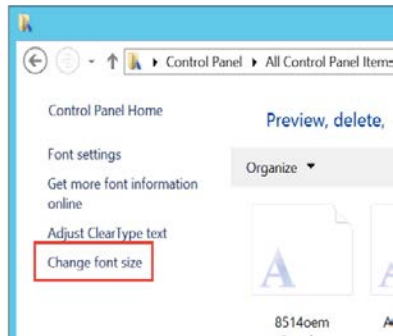 Control Panel
All Control Panel Items
Control Panel Home
Preview, delete,
Font settings
Get more font information
online
Organize
Adjust ClearType text
Change font size
8514oem